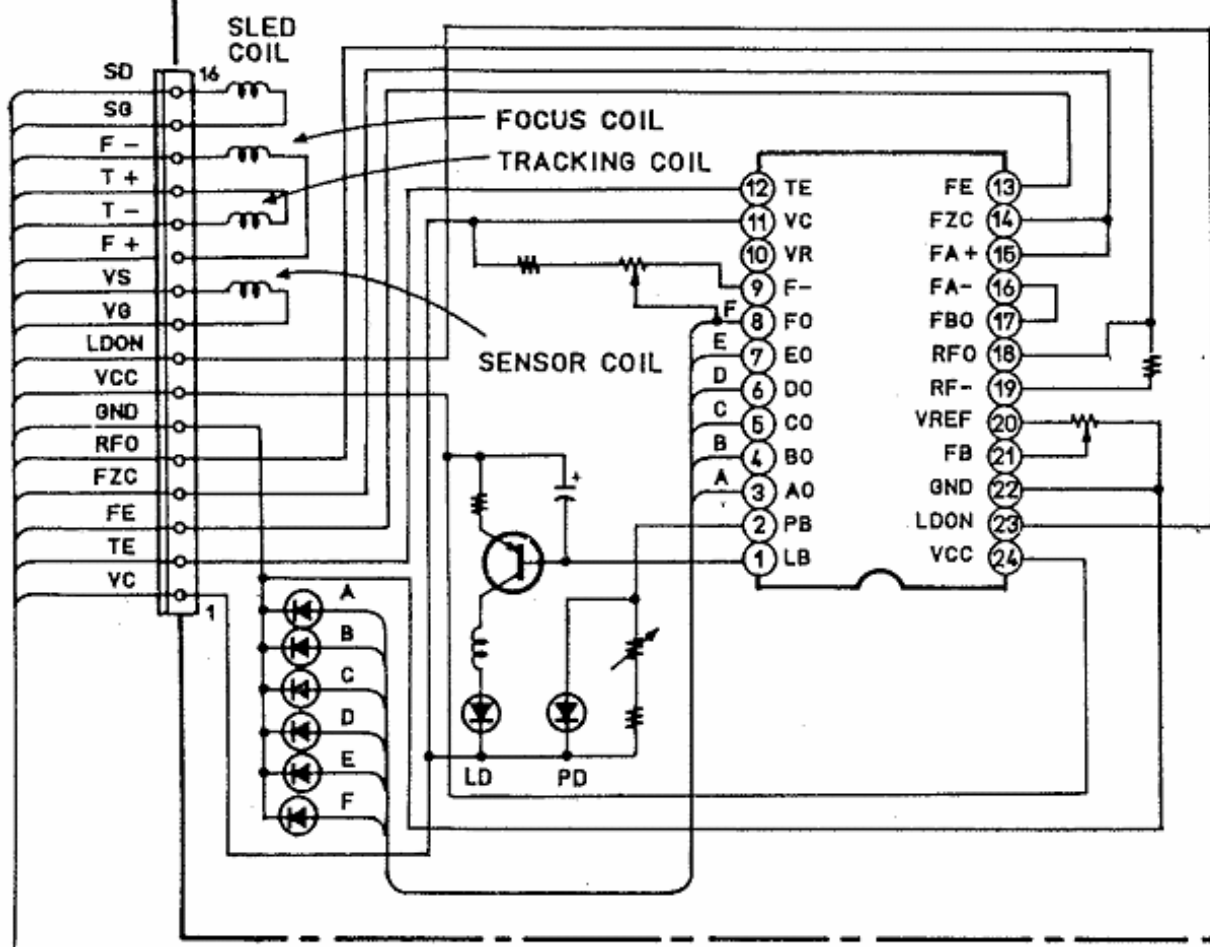 SLED
COIL
SD
16
SG
F -
T +
T -
F +
VS
VG
LDON
VCC
GND
RFO
FZC
FE
TE
VC
1
FOCUS COIL
TRACKING COIL
SENSOR COIL
12 TE
11 VC
10 VR
9 F-
F 8 FO
E 7 EO
D 6 DO
C 5 CO
B 4 BO
A 3 AO
2 PB
1 LB
FE 13
FZC 14
FA+ 15
FA- 16
FBO 17
RFO 18
RF- 19
VREF 20
FB 21
GND 22
LDON 23
VCC 24
+
A
B
C
D
E
F
LD
PD